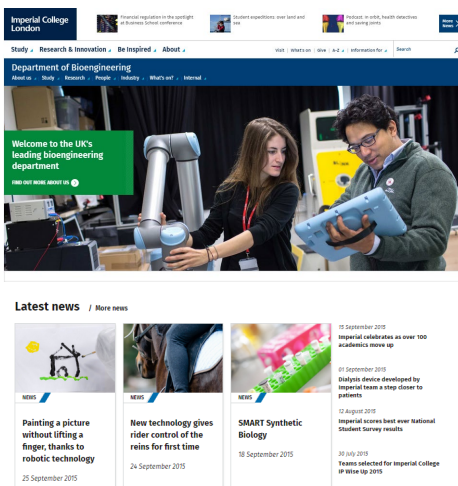 Imperial College
London
Financial regulation in the spotlight
at Business School conference
Student expeditions: over land and
sea
Podcast: in orbit, health detectives
and saving joints
More
News
Study Research & Innovation Be Inspired About
Visit | What's on | Give | A-Z | Information for
Search
Department of Bioengineering
About us Study Research People Industry What's on? Internal
Welcome to the UK's
leading bioengineering
department
FIND OUT MORE ABOUT US
Latest news / More news
NEWS
Painting a picture
without lifting a
finger, thanks to
robotic technology
25 September 2015
NEWS
New technology gives
rider control of the
reins for first time
24 September 2015
NEWS
SMART Synthetic
Biology
18 September 2015
15 September 2015
Imperial celebrates as over 100
academics move up
01 September 2015
Dialysis device developed by
Imperial team a step closer to
patients
12 August 2015
Imperial scores best ever National
Student Survey results
30 July 2015
Teams selected for Imperial College
IP Wise Up 2015